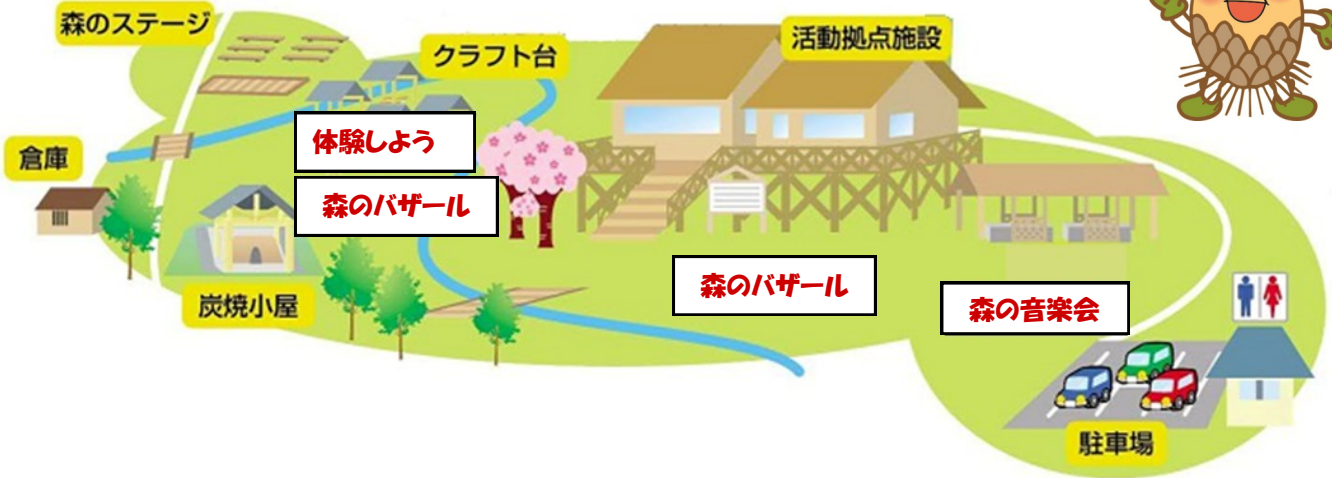 森のステージ
クラフト台
活動拠点施設
体験しよう
倉庫
森のバザール
森のバザール
炭焼小屋
森の音楽会
駐車場